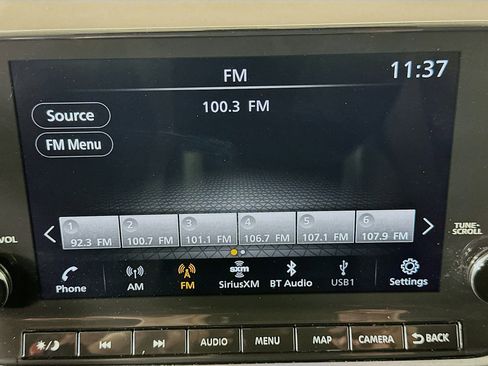 FM
11:37
100.3 FM
Source
FM Menu
1 2 3 4 5 6
92.3 FM 100.7 FM 101.1 FM 106.7 FM 107.1 FM 107.9 FM
VOL
TUNE-
SCROLL
sxm
Phone AM FM SiriusXM BT Audio USB1 Settings
AUDIO MENU MAP CAMERA BACK